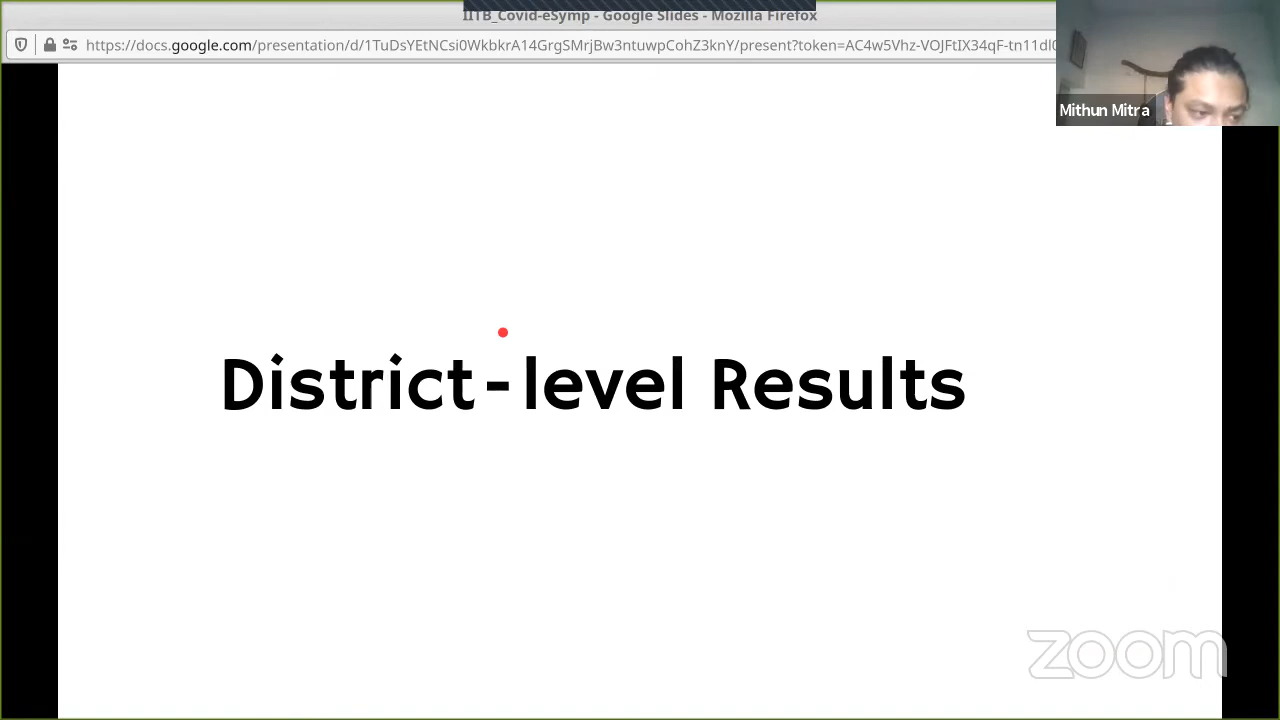 IITB_Covid-eSymp - Google Slides - Mozilla Firefox
https://docs.google.com/presentation/d/1TuDsYEtNCsi0WkbkrA14GrgSMrjBw3ntuwpCohZ3knY/present?token=AC4w5Vhz-VOJFtIX34qF-tn11dI
Mithun Mitra
District-level Results
zoom